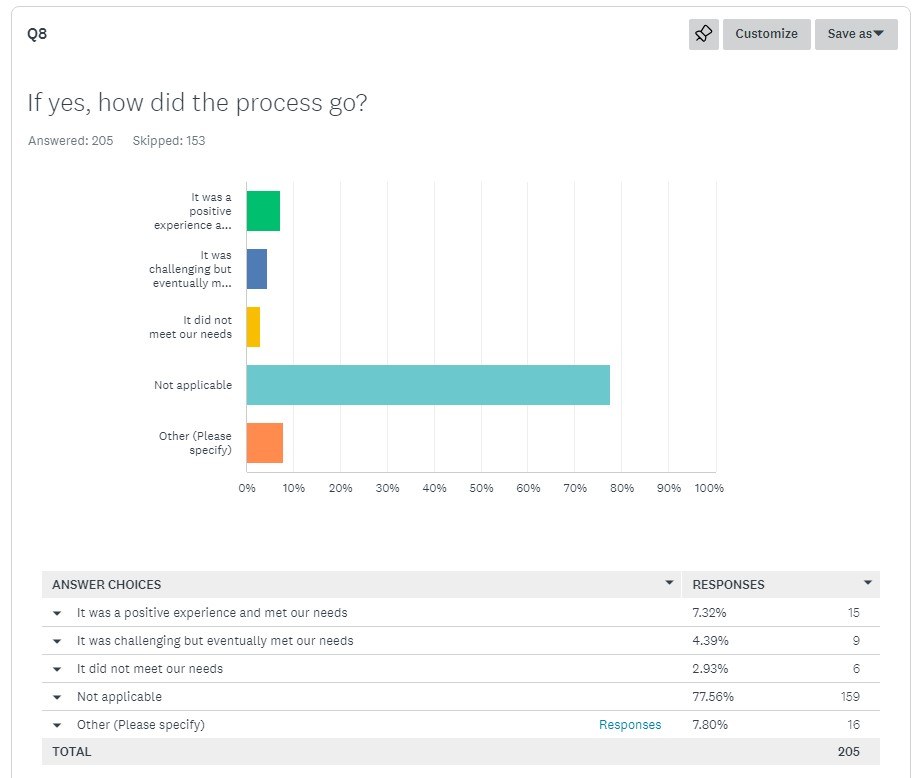 Q8
Customize
Save as
If yes, how did the process go?
Answered: 205 Skipped: 153
It was a
positive
experience a...
It was
challenging but
eventually m...
It did not
meet our needs
Not applicable
Other (Please
specify)
0% 10% 20% 30% 40% 50% 60% 70% 80% 90% 100%
ANSWER CHOICES RESPONSES
It was a positive experience and met our needs 7.32% 15
It was challenging but eventually met our needs 4.39% 9
It did not meet our needs 2.93% 6
Not applicable 77.56% 159
Other (Please specify) Responses 7.80% 16
TOTAL 205